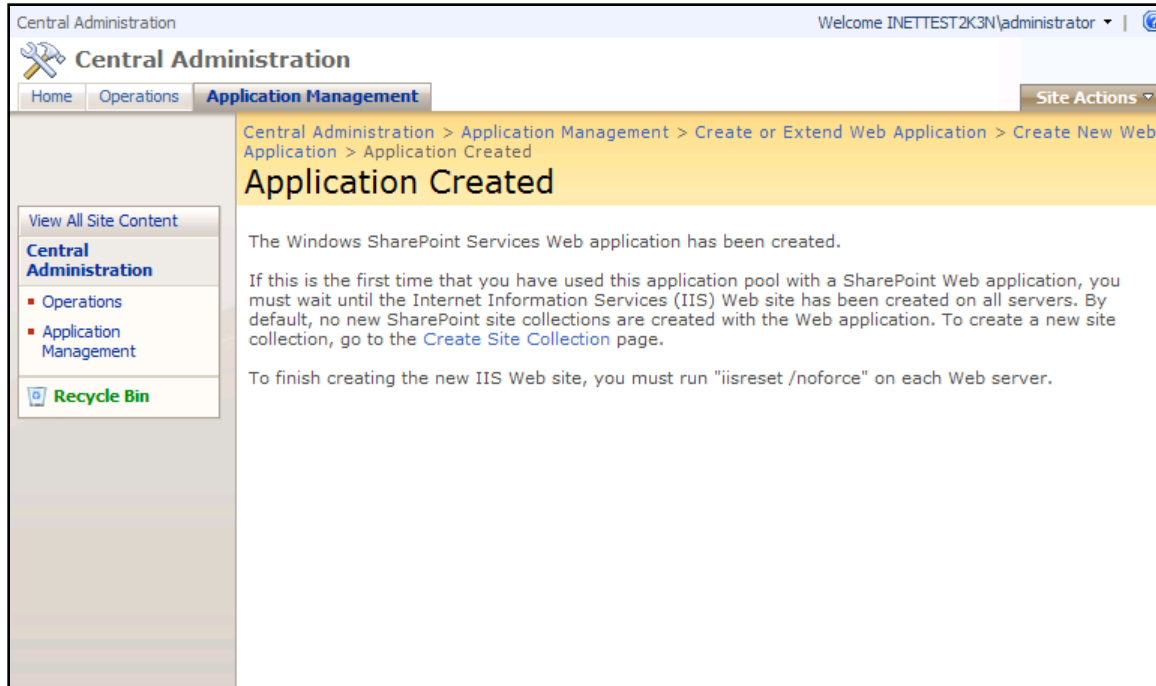 Central Administration
Welcome INETTEST2K3N\administrator
Central Administration
Home
Operations
Application Management
Site Actions
Central Administration > Application Management > Create or Extend Web Application > Create New Web
Application > Application Created
Application Created
View All Site Content
Central
Administration
Operations
Application
Management
Recycle Bin
The Windows SharePoint Services Web application has been created.
If this is the first time that you have used this application pool with a SharePoint Web application, you
must wait until the Internet Information Services (IIS) Web site has been created on all servers. By
default, no new SharePoint site collections are created with the Web application. To create a new site
collection, go to the Create Site Collection page.
To finish creating the new IIS Web site, you must run "iisreset /noforce" on each Web server.